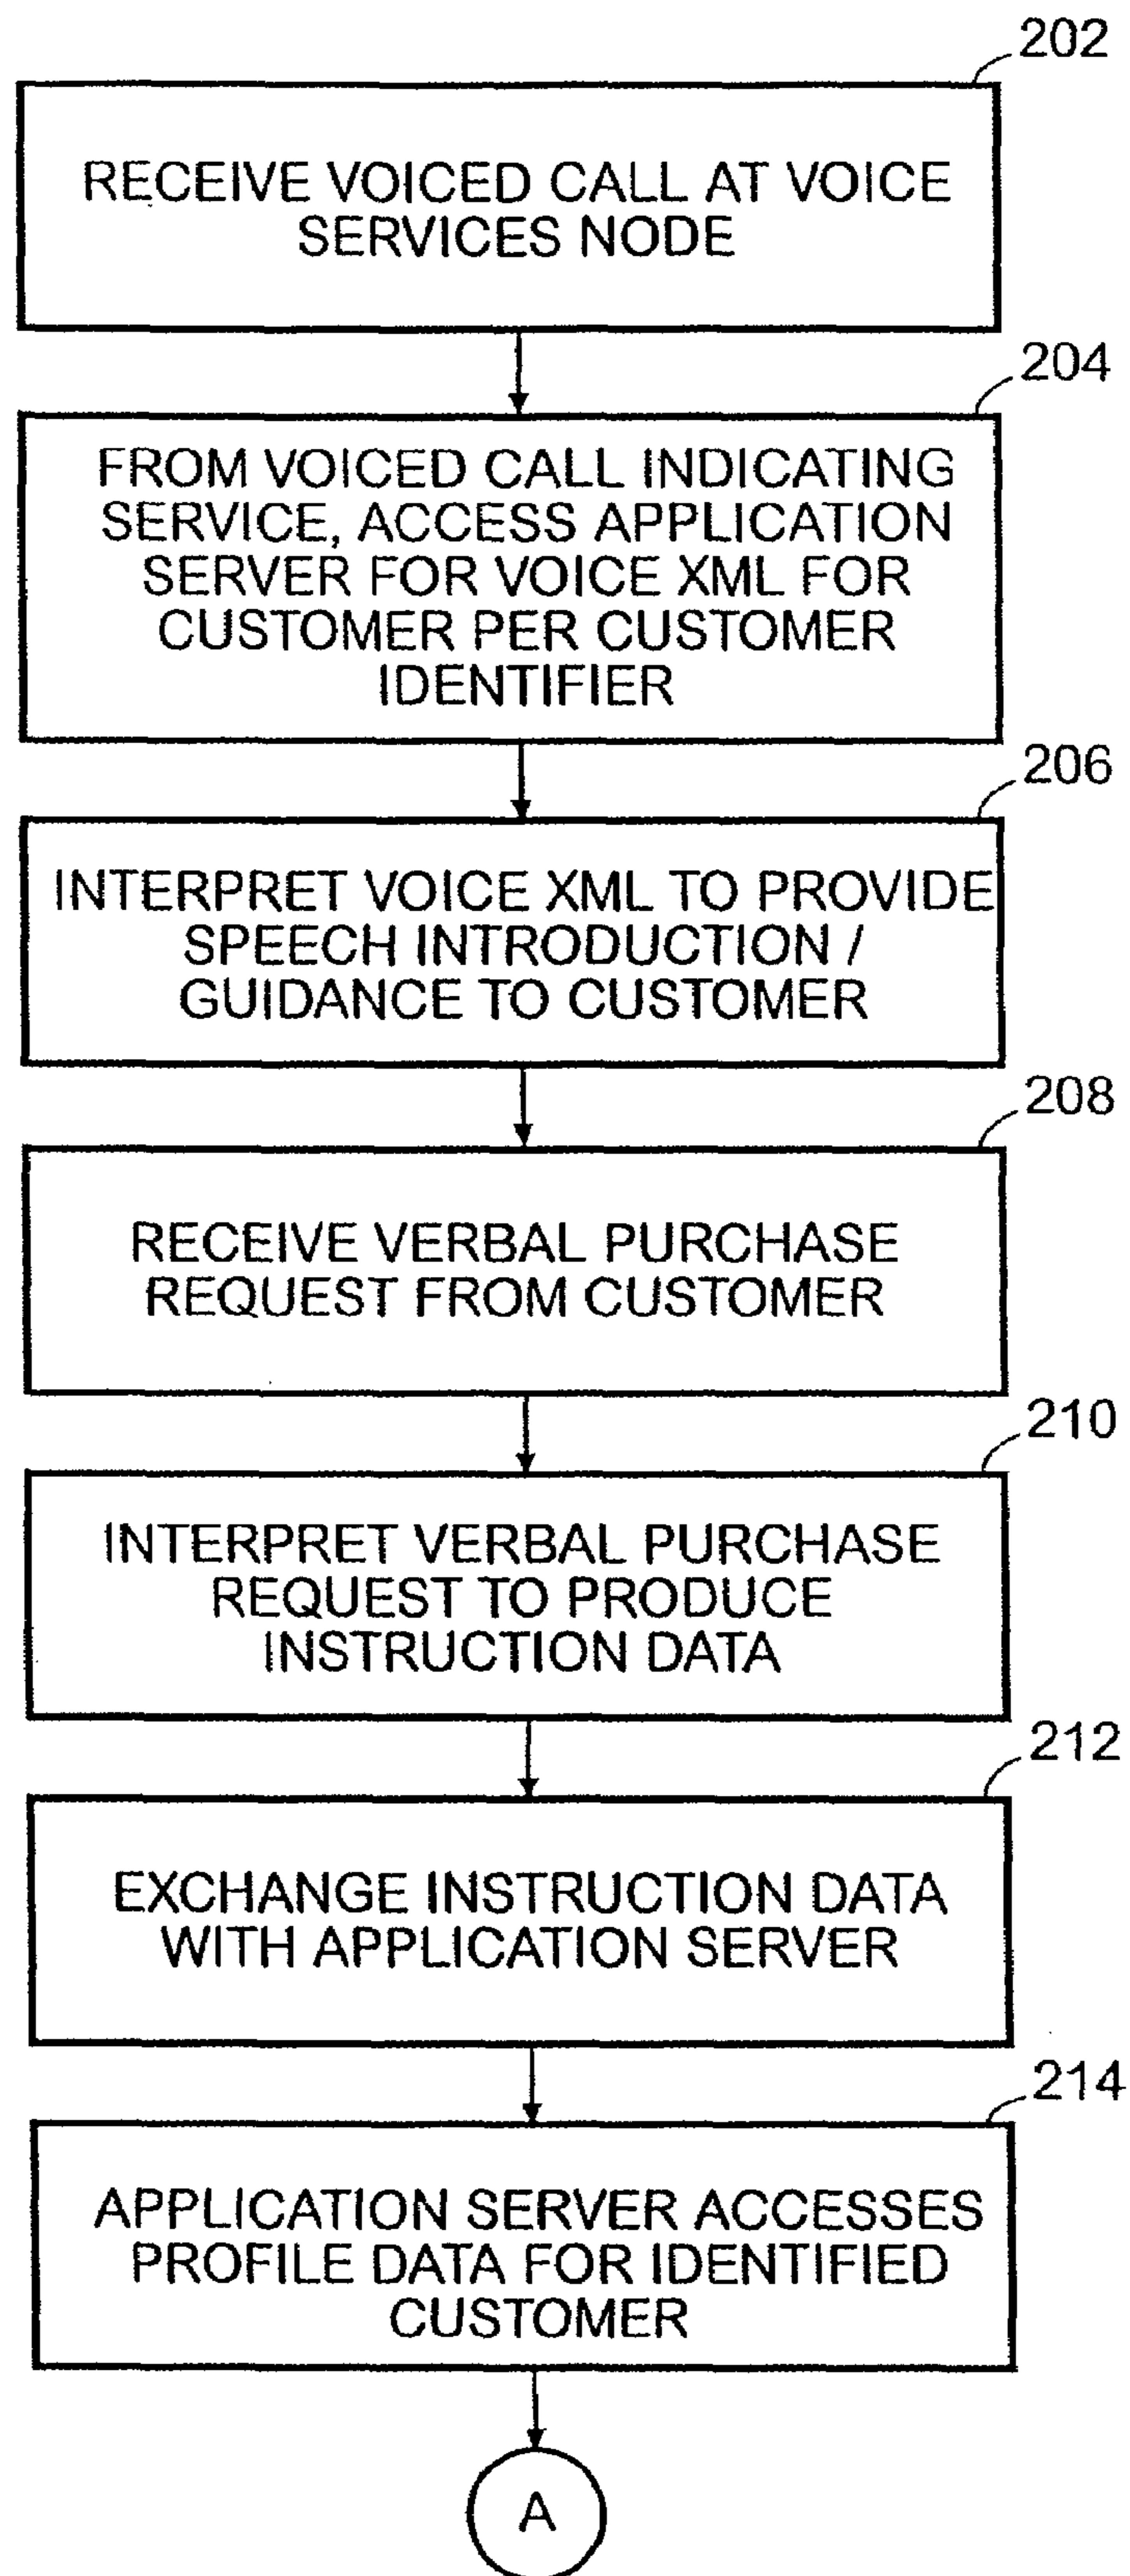 202
RECEIVE VOICED CALL AT VOICE
SERVICES NODE
204
FROM VOICED CALL INDICATING
SERVICE, ACCESS APPLICATION
SERVER FOR VOICE XML FOR
CUSTOMER PER CUSTOMER
IDENTIFIER
206
INTERPRET VOICE XML TO PROVIDE
SPEECH INTRODUCTION /
GUIDANCE TO CUSTOMER
208
RECEIVE VERBAL PURCHASE
REQUEST FROM CUSTOMER
210
INTERPRET VERBAL PURCHASE
REQUEST TO PRODUCE
INSTRUCTION DATA
212
EXCHANGE INSTRUCTION DATA
WITH APPLICATION SERVER
214
APPLICATION SERVER ACCESSES
PROFILE DATA FOR IDENTIFIED
CUSTOMER
A